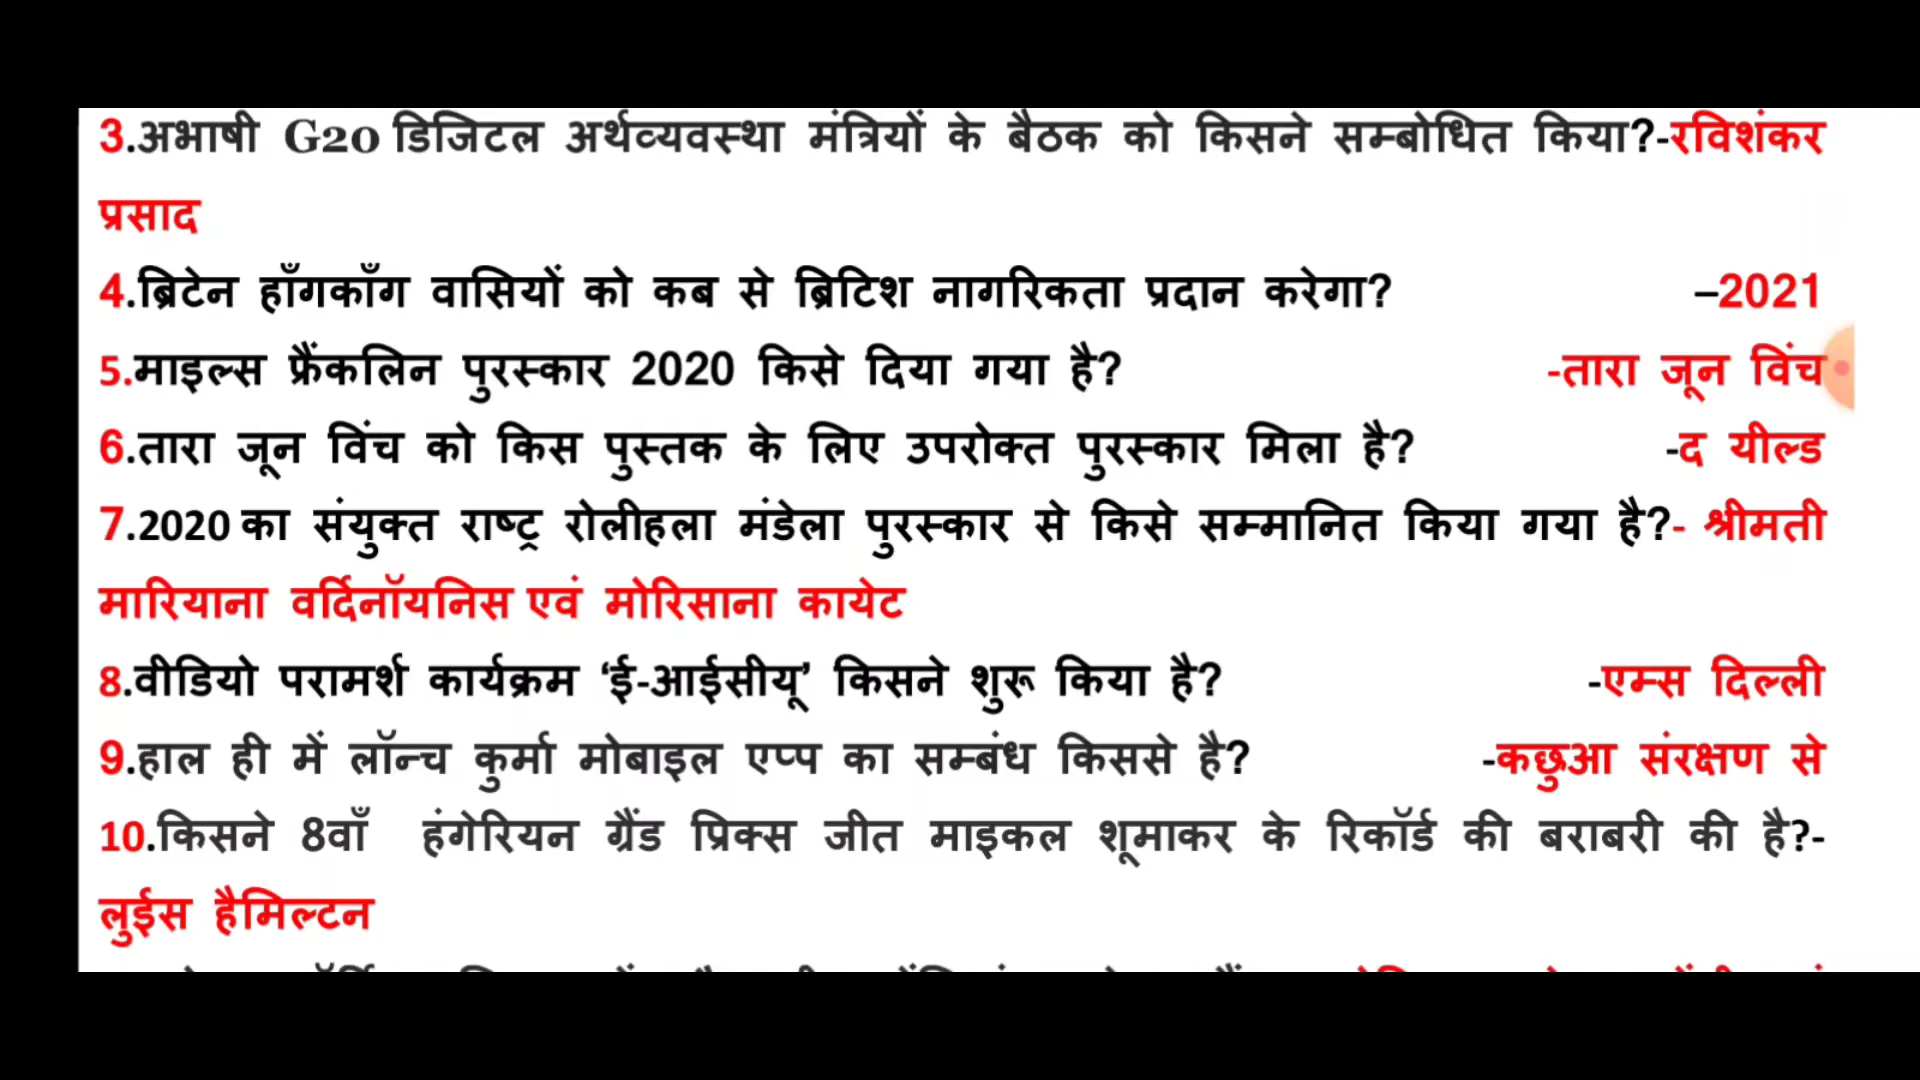 3.अभाषी G20 डिजिटल अर्थव्यवस्था मंत्रियों के बैठक को किसने सम्बोधित किया?-रविशंकर
प्रसाद
4.ब्रिटेन हाँगकाँग वासियों को कब से ब्रिटिश नागरिकता प्रदान करेगा? –2021
5.माइल्स फ्रैंकलिन पुरस्कार 2020 किसे दिया गया है? -तारा जून विंच
6.तारा जून विंच को किस पुस्तक के लिए उपरोक्त पुरस्कार मिला है? -द यील्ड
7.2020 का संयुक्त राष्ट्र रोलीहला मंडेला पुरस्कार से किसे सम्मानित किया गया है?- श्रीमती
मारियाना वर्दिनॉयनिस एवं मोरिसाना कायेट
8.वीडियो परामर्श कार्यक्रम ‘ई-आईसीयू’ किसने शुरू किया है? -एम्स दिल्ली
9.हाल ही में लॉन्च कुर्मा मोबाइल एप्प का सम्बंध किससे है? -कछुआ संरक्षण से
10.किसने 8वाँ हंगेरियन ग्रैंड प्रिक्स जीत माइकल शूमाकर के रिकॉर्ड की बराबरी की है?-
लुईस हैमिल्टन